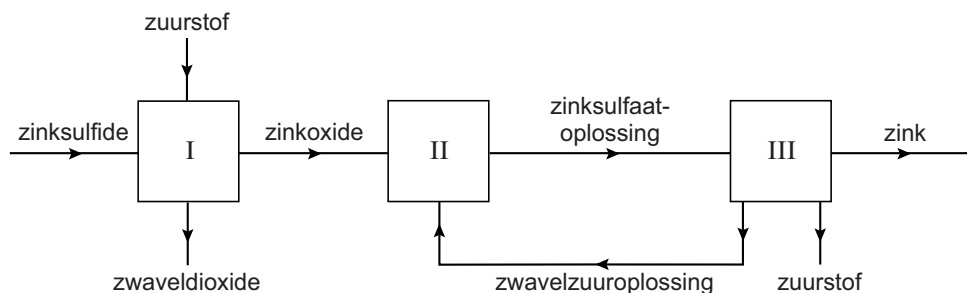 zuurstof
zinksulfide
I
zinkoxide
II
zinksulfaat-
oplossing
III
zink
zwaveldioxide
zwavelzuuroplossing
zuurstof